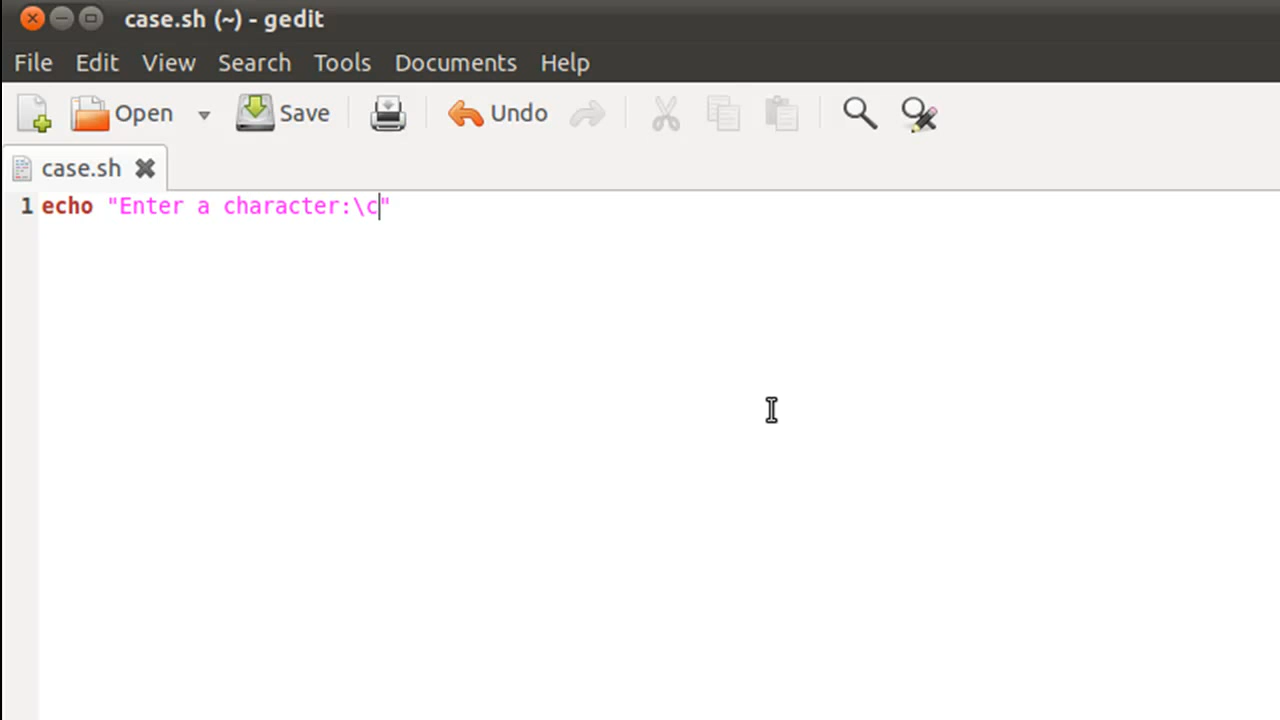 case.sh (~) - gedit
File Edit View Search Tools Documents Help
Open Save Undo
case.sh
1 echo "Enter a character:\c"